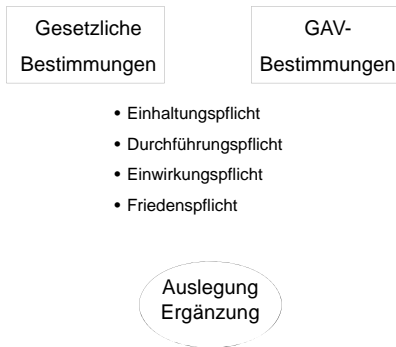 Gesetzliche
Bestimmungen
GAV-
Bestimmungen
• Einhaltungspflicht
• Durchführungspflicht
• Einwirkungspflicht
• Friedenspflicht
Auslegung
Ergänzung